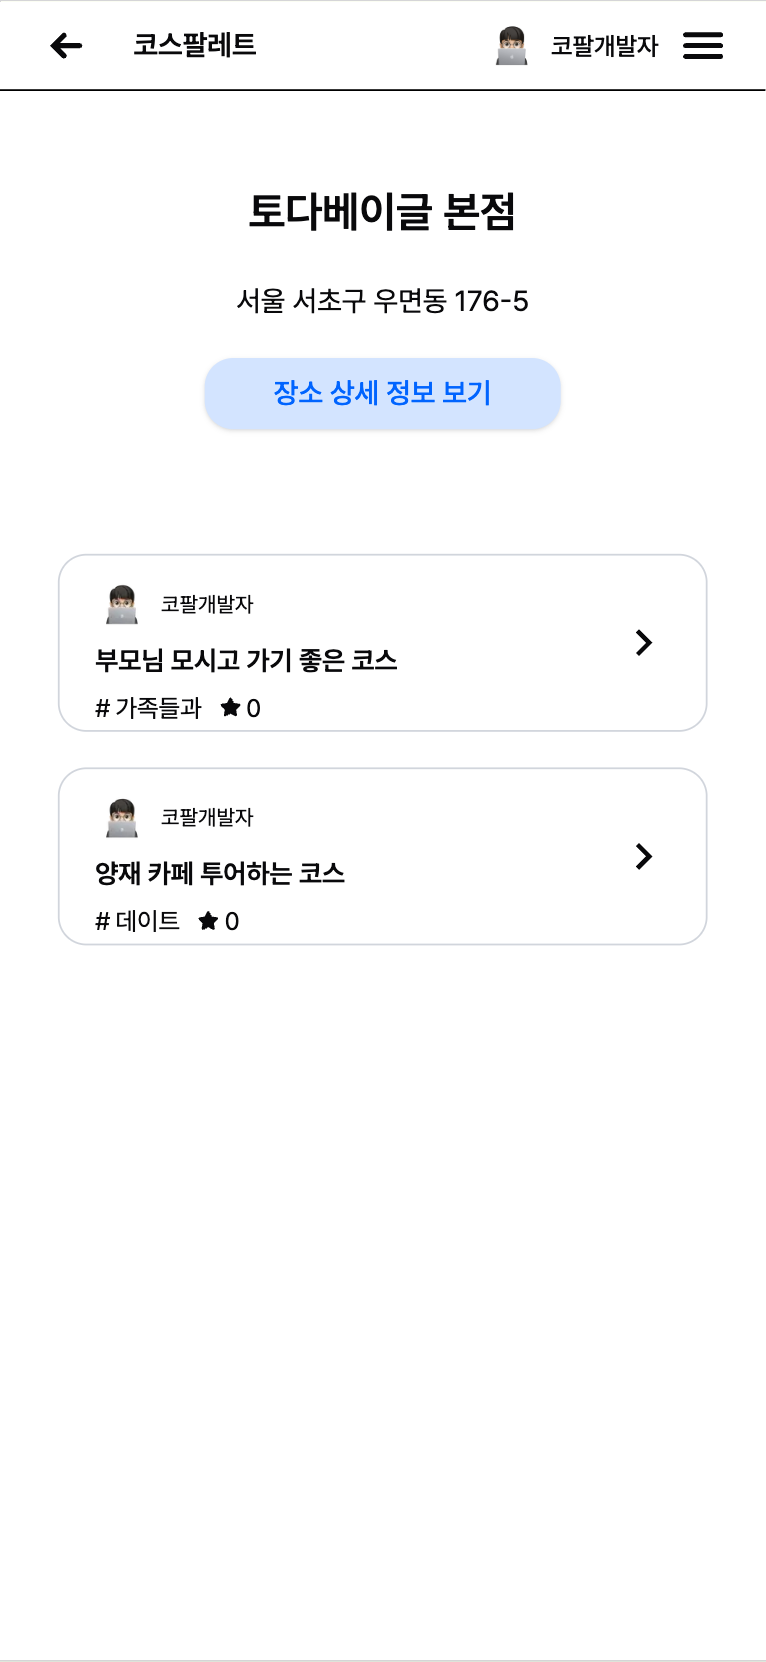 코스팔레트 코팔개발자
토다베이글 본점
서울 서초구 우면동 176-5
장소 상세 정보 보기
코팔개발자
부모님 모시고 가기 좋은 코스
# 가족들과 ★ 0
코팔개발자
양재 카페 투어하는 코스
# 데이트 ★ 0